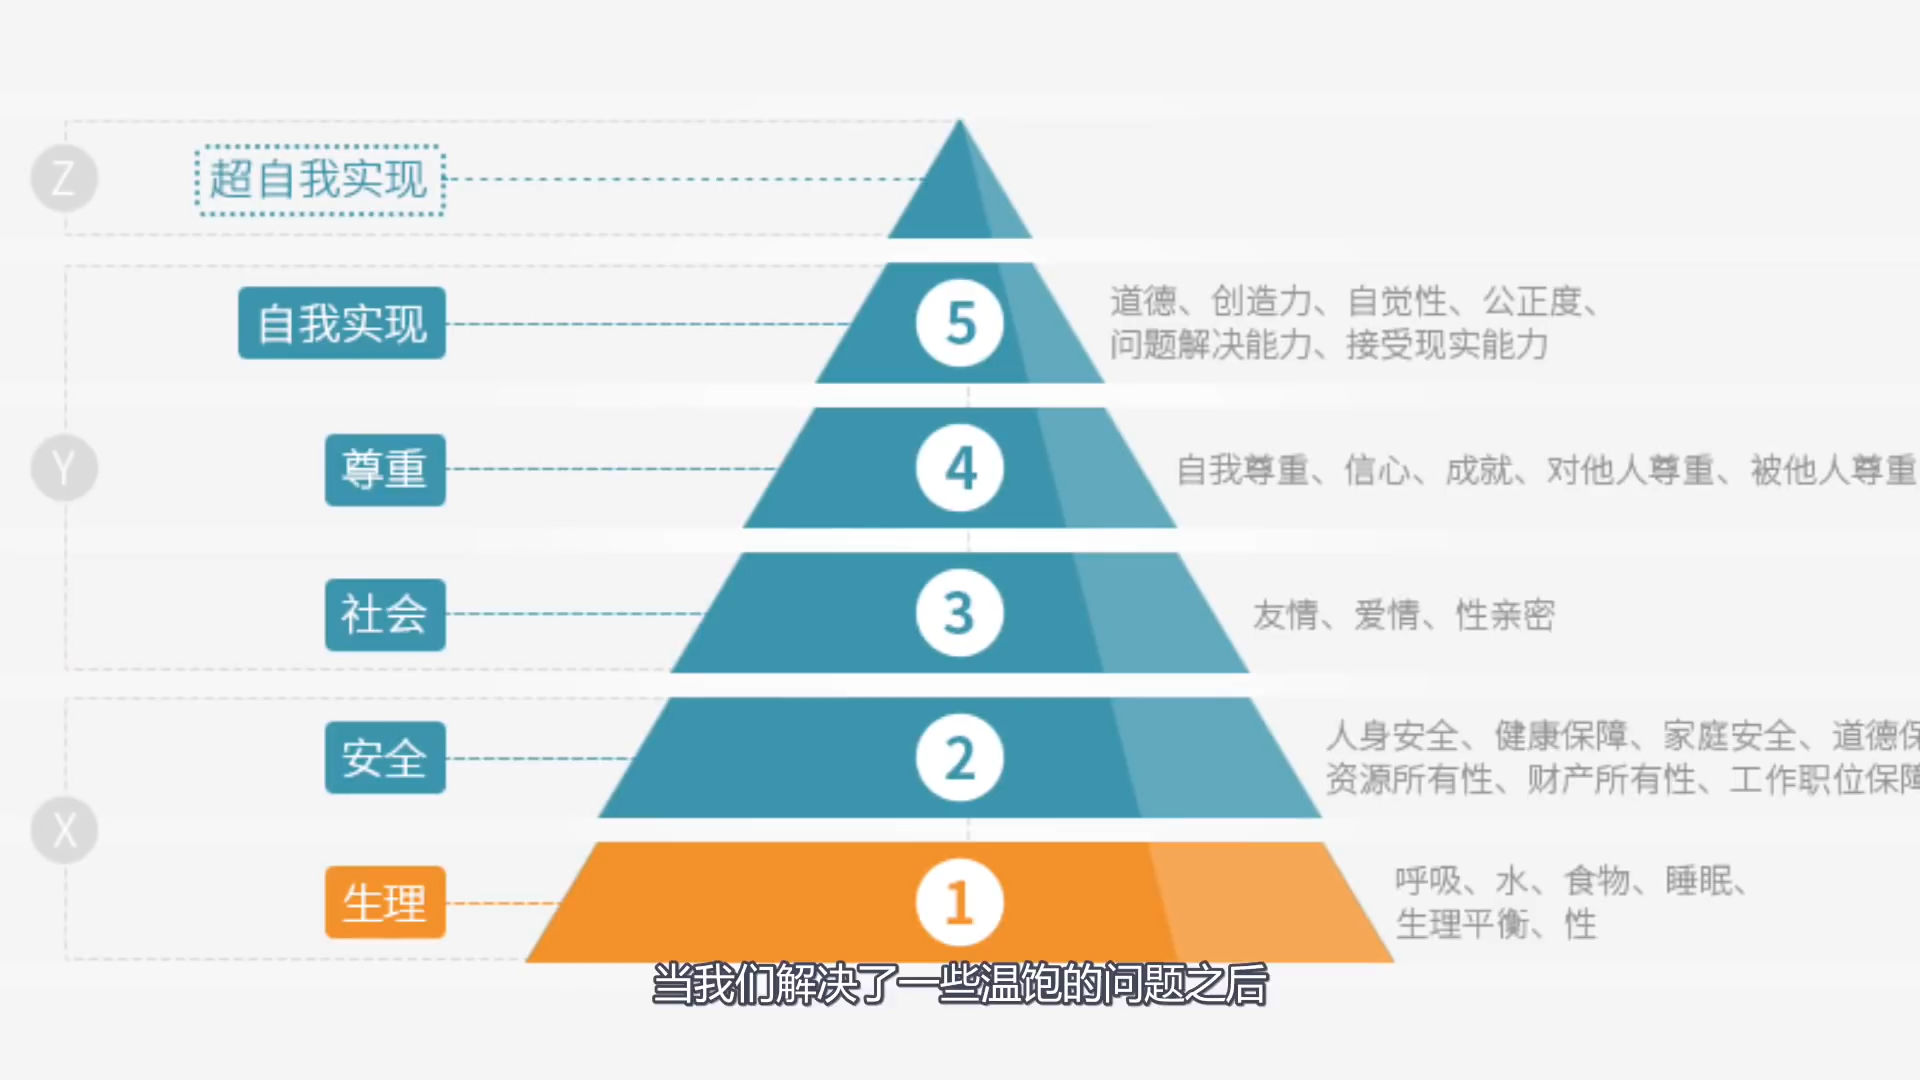 Z
超自我实现
自我实现
5
道德、创造力、自觉性、公正度、
问题解决能力、接受现实能力
Y
尊重
4
自我尊重、信心、成就、对他人尊重、被他人尊重
社会
3
友情、爱情、性亲密
安全
2
人身安全、健康保障、家庭安全、道德保
资源所有性、财产所有性、工作职位保障
X
生理
1
呼吸、水、食物、睡眠、
生理平衡、性
当我们解决了一些温饱的问题之后